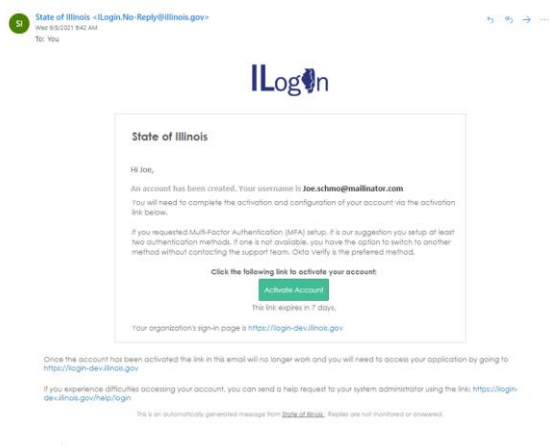 SI
State of Illinois <ILogin.No-Reply@illinois.gov>
Wed 9/8/2021 9:42 AM
To: You
ILogin
State of Illinois
Hi Joe,
An account has been created. Your username is Joe.schmo@mailinator.com
You will need to complete the activation and configuration of your account via the activation
link below.
If you requested Multi-Factor Authentication (MFA) setup, it is our suggestion you setup at least
two authentication methods. If one is not available, you have the option to switch to another
method without contacting the support team. Okta Verify is the preferred method.
Click the following link to activate your account:
Activate Account
This link expires in 7 days.
Your organization's sign-in page is https://ilogin-dev.illinois.gov
Once the account has been activated the link in this email will no longer work and you will need to access your application by going to
https://ilogin-dev.illinois.gov
If you experience difficulties accessing your account, you can send a help request to your system administrator using the link: https://ilogin-
dev.illinois.gov/help/login
This is an automatically generated message from State of Illinois. Replies are not monitored or answered.